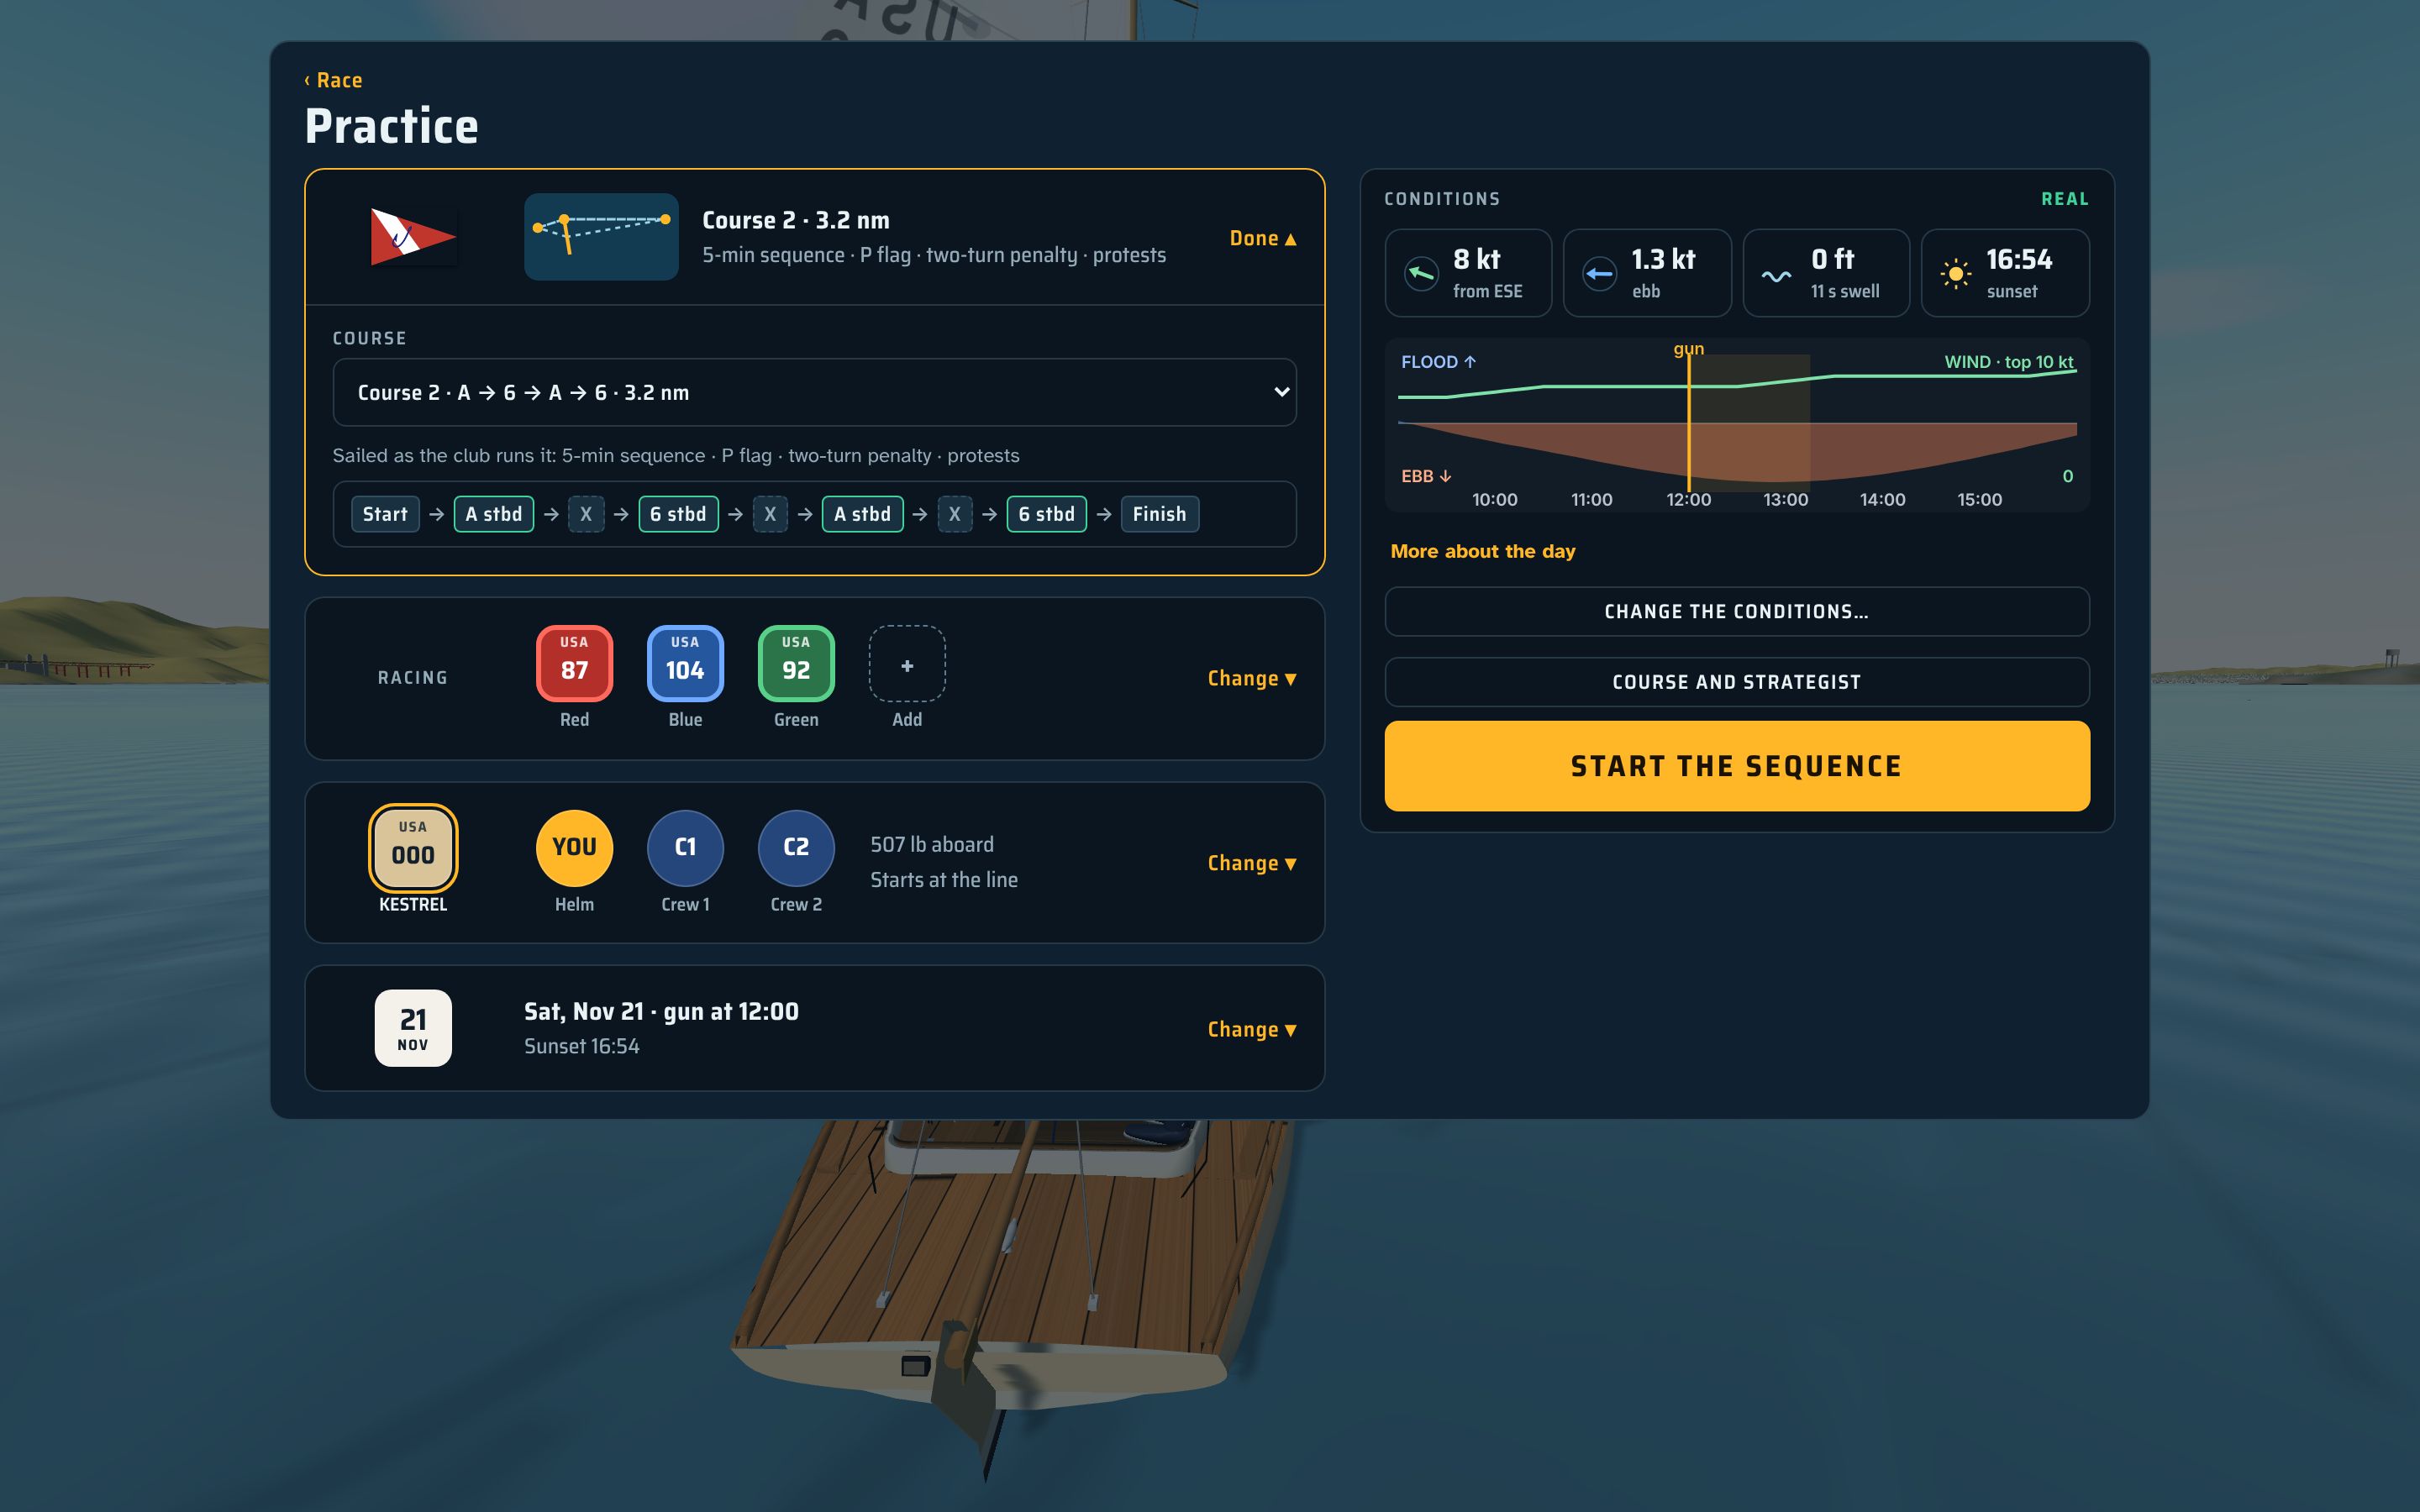 USA
‹ Race
Practice
Course 2 · 3.2 nm
5-min sequence · P flag · two-turn penalty · protests
Done ▴
COURSE
Course 2 · A → 6 → A → 6 · 3.2 nm
Sailed as the club runs it: 5-min sequence · P flag · two-turn penalty · protests
Start → A stbd → X → 6 stbd → X → A stbd → X → 6 stbd → Finish
RACING
USA
87
Red
USA
104
Blue
USA
92
Green
+
Add
Change ▾
USA
000
KESTREL
YOU
Helm
C1
Crew 1
C2
Crew 2
507 lb aboard
Starts at the line
Change ▾
21
NOV
Sat, Nov 21 · gun at 12:00
Sunset 16:54
Change ▾
CONDITIONS
REAL
8 kt
from ESE
1.3 kt
ebb
0 ft
11 s swell
16:54
sunset
gun
FLOOD ↑
WIND · top 10 kt
EBB ↓
0
10:00 11:00 12:00 13:00 14:00 15:00
More about the day
CHANGE THE CONDITIONS…
COURSE AND STRATEGIST
START THE SEQUENCE